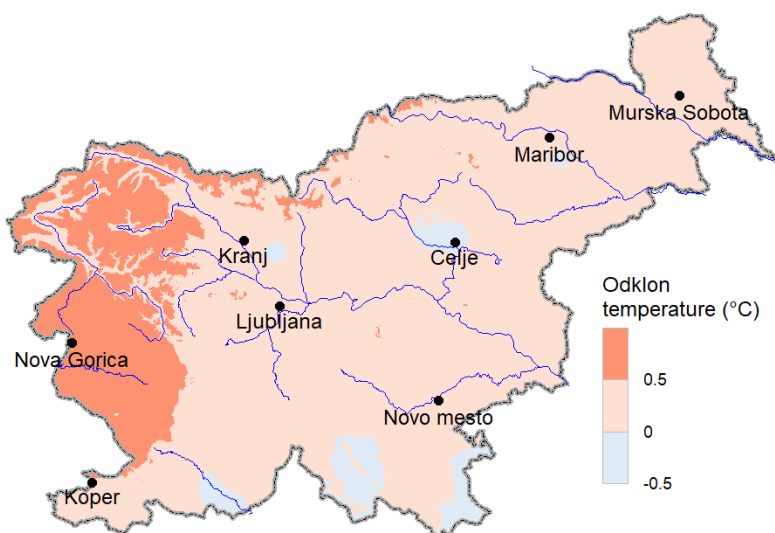 Murska Sobota
Maribor
Kranj
Celje
Ljubljana
Nova Gorica
Novo mesto
Koper
Odklon
temperature (°C)
0.5
0
-0.5